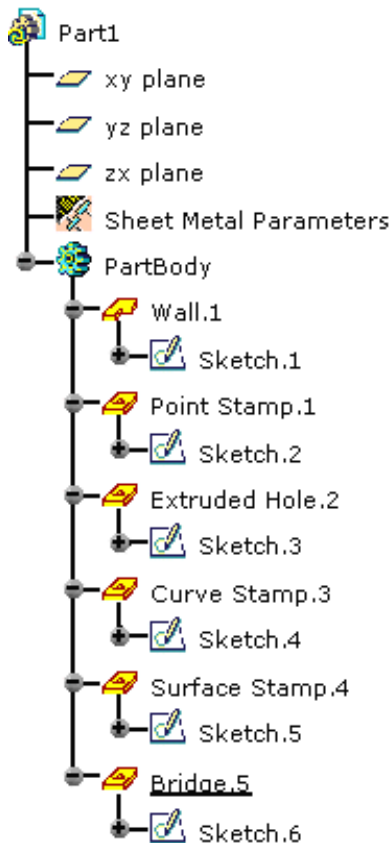 Part1
xy plane
yz plane
zx plane
Sheet Metal Parameters
PartBody
Wall.1
Sketch.1
Point Stamp.1
Sketch.2
Extruded Hole.2
Sketch.3
Curve Stamp.3
Sketch.4
Surface Stamp.4
Sketch.5
Bridge.5
Sketch.6